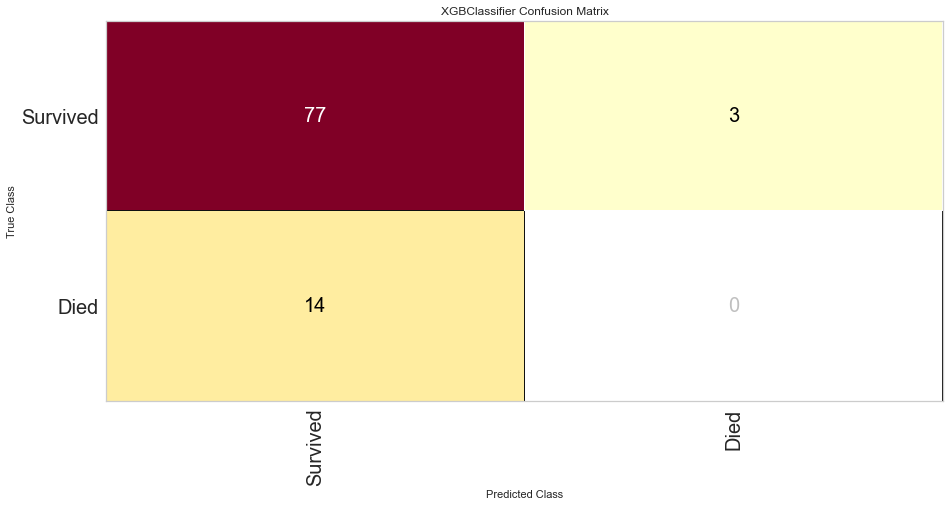 XGBClassifier Confusion Matrix
True Class
Survived
77
3
Died
14
0
Survived
Died
Predicted Class